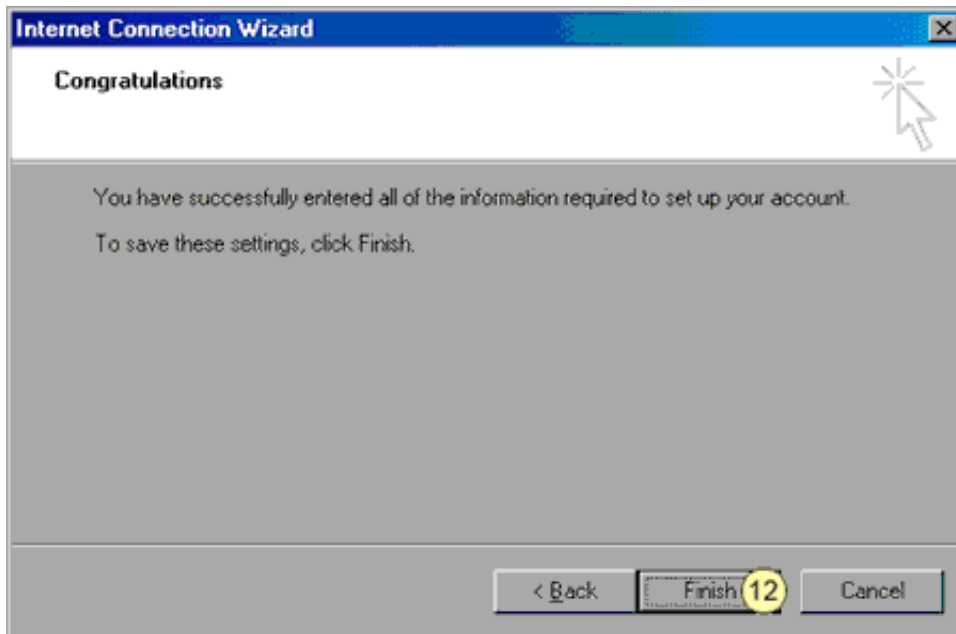 Internet Connection Wizard
Congratulations
You have successfully entered all of the information required to set up your account.
To save these settings, click Finish.
< Back
Finish
12
Cancel